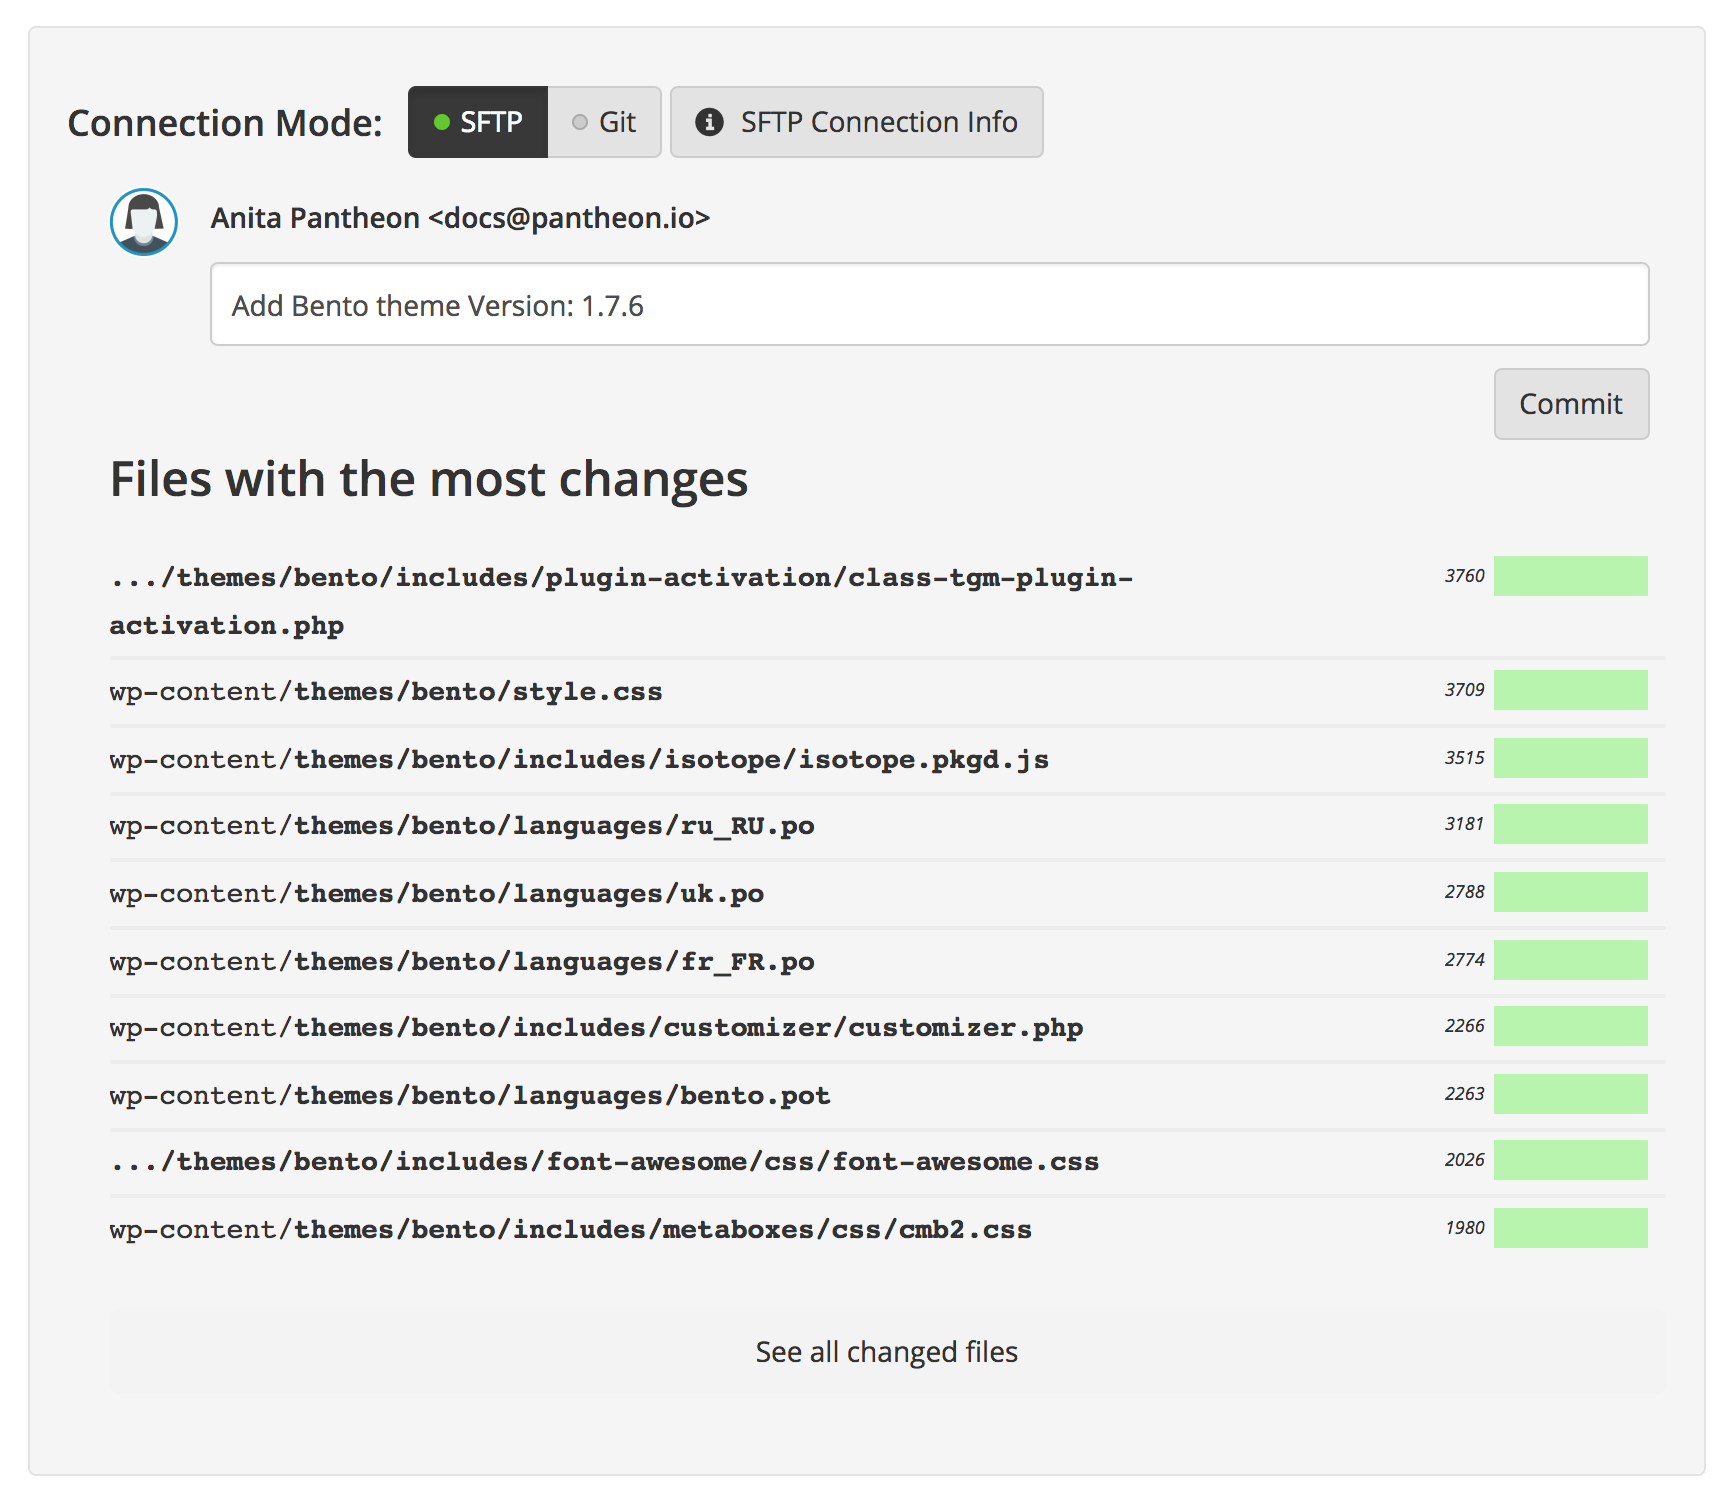 Connection Mode: SFTP Git SFTP Connection Info
Anita Pantheon <docs@pantheon.io>
Add Bento theme Version: 1.7.6
Commit
Files with the most changes
.../themes/bento/includes/plugin-activation/class-tgm-plugin- 3760
activation.php
wp-content/themes/bento/style.css 3709
wp-content/themes/bento/includes/isotope/isotope.pkgd.js 3515
wp-content/themes/bento/languages/ru_RU.po 3181
wp-content/themes/bento/languages/uk.po 2788
wp-content/themes/bento/languages/fr_FR.po 2774
wp-content/themes/bento/includes/customizer/customizer.php 2266
wp-content/themes/bento/languages/bento.pot 2263
.../themes/bento/includes/font-awesome/css/font-awesome.css 2026
wp-content/themes/bento/includes/metaboxes/css/cmb2.css 1980
See all changed files